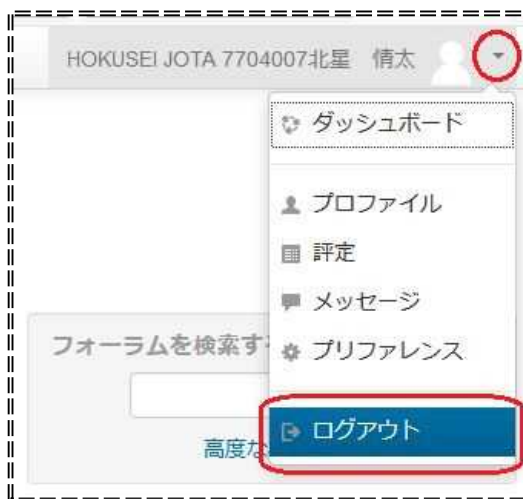 HOKUSEI JOTA 7704007北星 倩太
ダッシュボード
プロファイル
評定
メッセージ
フォーラムを検索す
プリファレンス
ログアウト
高度な